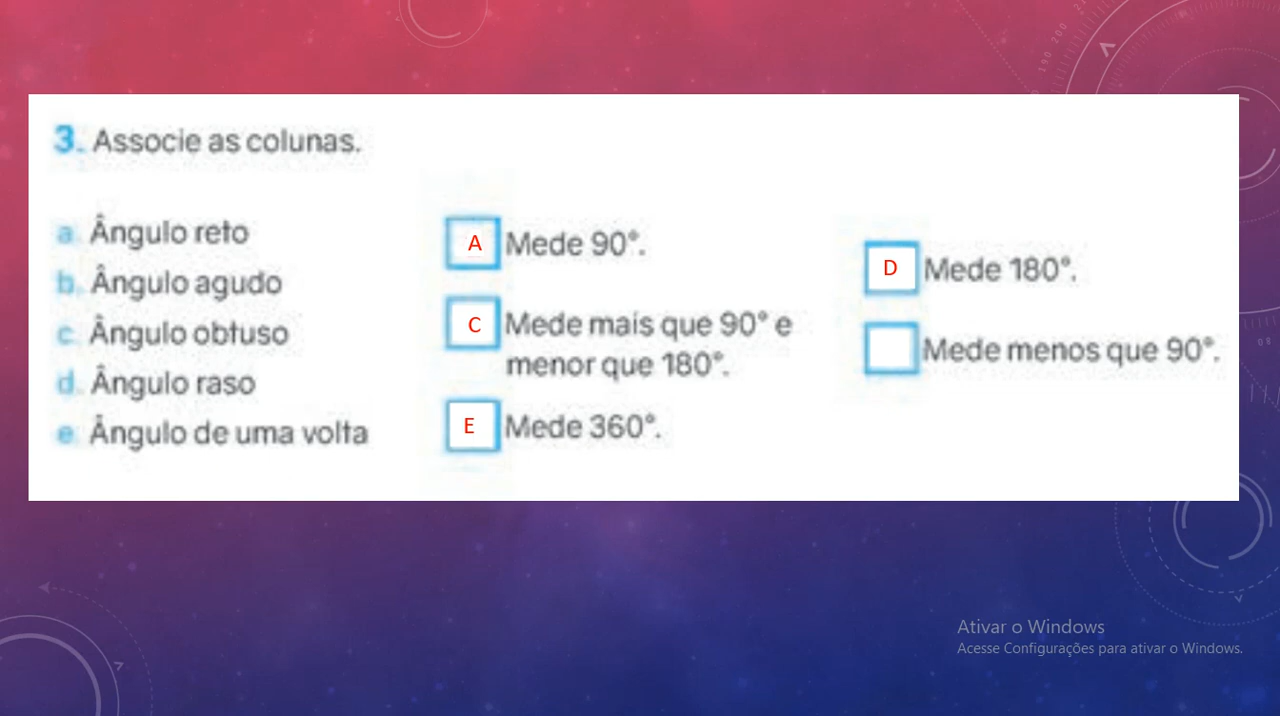 3. Associe as colunas.
a. Ângulo reto
b. Ângulo agudo
c. Ângulo obtuso
d. Ângulo raso
e. Ângulo de uma volta
A Mede 90°.
C Mede mais que 90° e
menor que 180°.
E Mede 360°.
D Mede 180°.
Mede menos que 90°.
Ativar o Windows
Acesse Configurações para ativar o Windows.